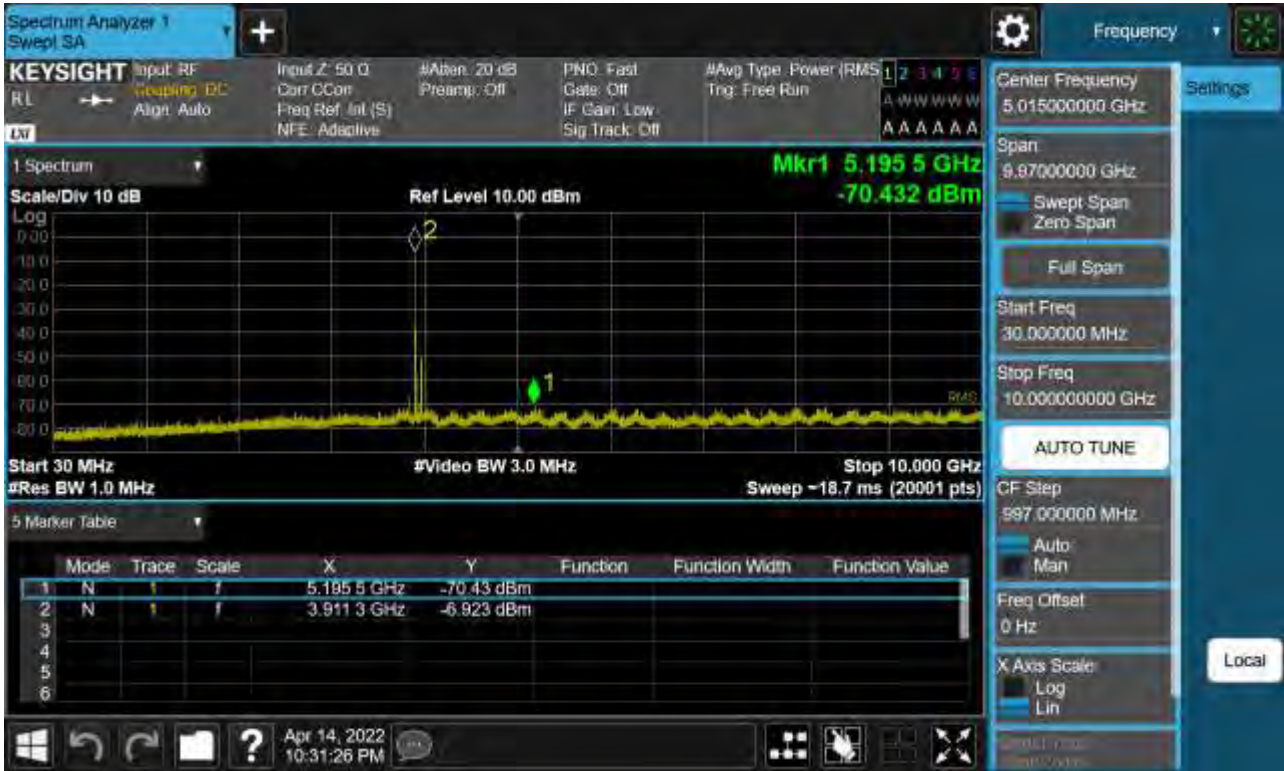 Spectrum Analyzer 1
Swept SA
Frequency
KEYSIGHT
RL
LXI
Input: RF
Coupling: DC
Align: Auto
Input Z: 50 Ω
Corr CCorr
Freq Ref: Int (S)
NFE: Adaptive
#Atten: 20 dB
Preamp: Off
PNO: Fast
Gate: Off
IF Gain: Low
Sig Track: Off
#Avg Type: Power (RMS
Trig: Free Run
1 2 3 4 5 6
A W W W W W
A A A A A A
1 Spectrum
Scale/Div 10 dB
Ref Level 10.00 dBm
Mkr1 5.195 5 GHz
-70.432 dBm
Log
0.00
-10.0
-20.0
-30.0
-40.0
-50.0
-60.0
-70.0
-80.0
2
1
RMS
Start 30 MHz
#Video BW 3.0 MHz
Stop 10.000 GHz
#Res BW 1.0 MHz
Sweep ~18.7 ms (20001 pts)
5 Marker Table
Mode Trace Scale X Y Function Function Width Function Value
1 N 1 f 5.195 5 GHz -70.43 dBm
2 N 1 f 3.911 3 GHz -6.923 dBm
3
4
5
6
Apr 14, 2022
10:31:26 PM
Center Frequency
5.015000000 GHz
Span
9.97000000 GHz
Swept Span
Zero Span
Full Span
Start Freq
30.000000 MHz
Stop Freq
10.000000000 GHz
AUTO TUNE
CF Step
997.000000 MHz
Auto
Man
Freq Offset
0 Hz
X Axis Scale
Log
Lin
Settings
Local